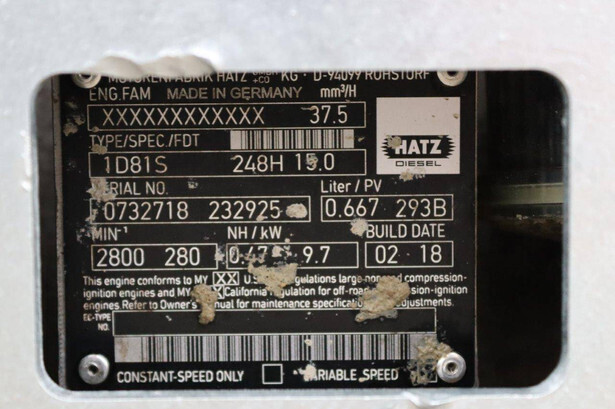 MOTORENFABRIK HATZ KG · D-94099 RUHSTORF
ENG.FAM MADE IN GERMANY mm³/H
XXXXXXXXXXXX 37.5
TYPE/SPEC./FDT
HATZ
DIESEL
1D81S 248H 15.0
SERIAL NO. Liter / PV
10732718 232925 0.667 293B
MIN⁻¹ NH / kW BUILD DATE
2800 280 9.7 02 18
This engine conforms to MY XX U.S. regulations large nonroad compression-
ignition engines and MY X California regulation for off-road compression-ignition
engines. Refer to Owner's manual for maintenance specifications adjustments.
EC-TYPE
NO.
CONSTANT-SPEED ONLY VARIABLE SPEED